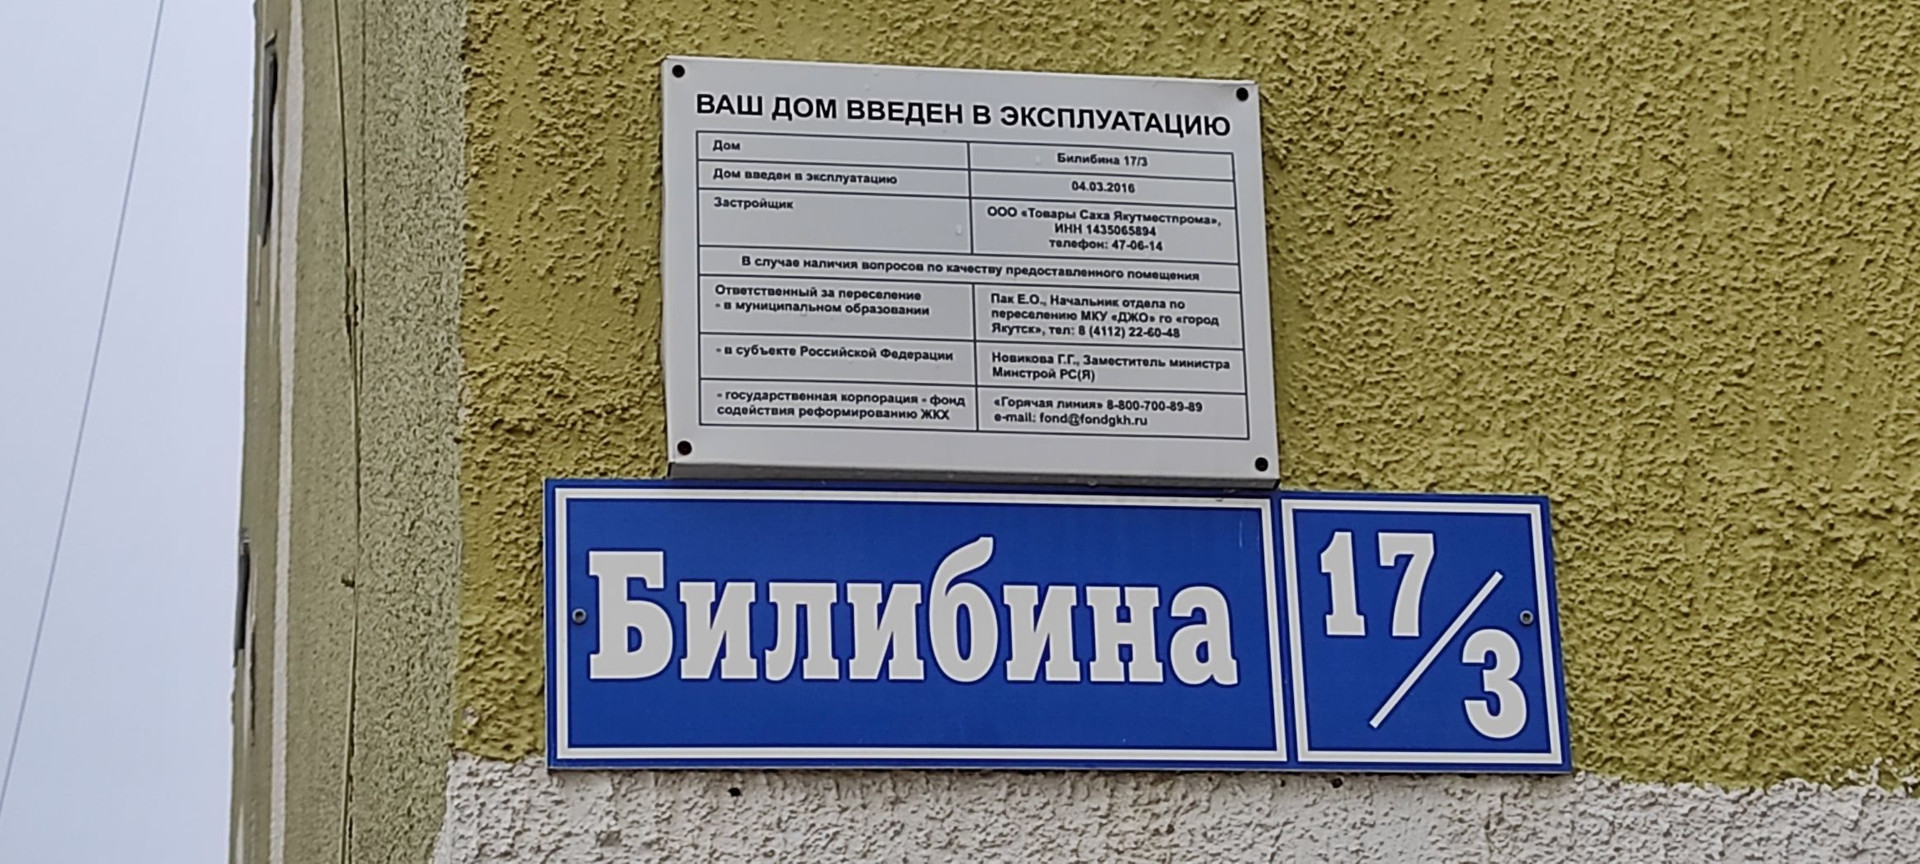 ВАШ ДОМ ВВЕДЕН В ЭКСПЛУАТАЦИЮ
Дом
Билибина 17/3
Дом введен в эксплуатацию
04.03.2016
Застройщик
ООО «Товары Саха Якутместпрома»,
ИНН 1435065894
телефон: 47-06-14
В случае наличия вопросов по качеству предоставленного помещения
Ответственный за переселение
- в муниципальном образовании
Пак Е.О., Начальник отдела по
переселению МКУ «ДЖО» го «город
Якутск», тел: 8 (4112) 22-60-48
- в субъекте Российской Федерации
Новикова Г.Г., Заместитель министра
Минстрой РС(Я)
- государственная корпорация - фонд
содействия реформированию ЖКХ
«Горячая линия» 8-800-700-89-89
e-mail: fond@fondgkh.ru
Билибина
17/3